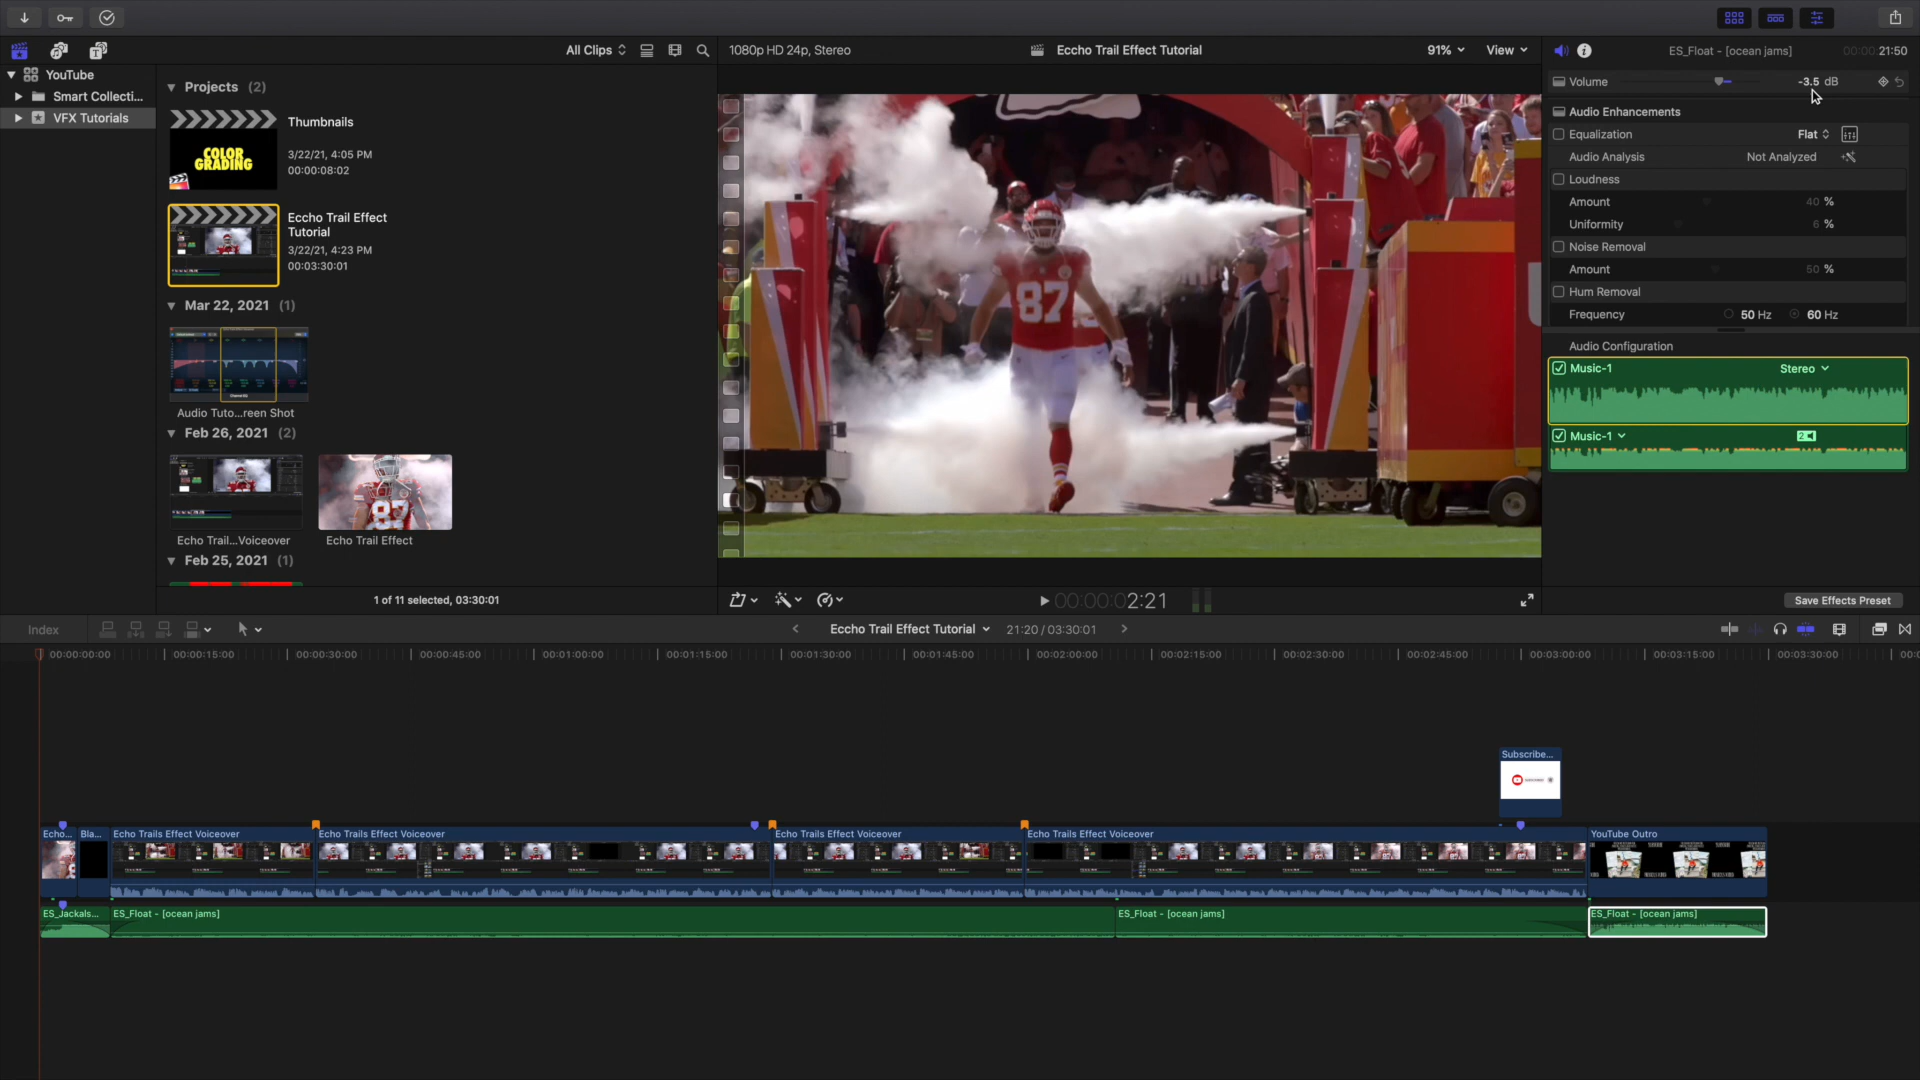 All Clips
1080p HD 24p, Stereo
Eccho Trail Effect Tutorial
91%
View
ES_Float - [ocean jams]
00:00:21:50
YouTube
Smart Collecti...
VFX Tutorials
Projects (2)
COLOR
GRADING
Thumbnails
3/22/21, 4:05 PM
00:00:08:02
Eccho Trail Effect
Tutorial
3/22/21, 4:23 PM
00:03:30:01
Mar 22, 2021 (1)
Audio Tuto...reen Shot
Feb 26, 2021 (2)
Echo Trail...Voiceover
Echo Trail Effect
87
Feb 25, 2021 (1)
1 of 11 selected, 03:30:01
87
00:00:02:21
Volume
-3.5 dB
Audio Enhancements
Equalization
Flat
Audio Analysis
Not Analyzed
Loudness
Amount
40 %
Uniformity
6 %
Noise Removal
Amount
50 %
Hum Removal
Frequency
50 Hz
60 Hz
Audio Configuration
Music-1
Stereo
Music-1
2
Save Effects Preset
Index
Eccho Trail Effect Tutorial
21:20 / 03:30:01
00:00:00:00
00:00:15:00
00:00:30:00
00:00:45:00
00:01:00:00
00:01:15:00
00:01:30:00
00:01:45:00
00:02:00:00
00:02:15:00
00:02:30:00
00:02:45:00
00:03:00:00
00:03:15:00
00:03:30:00
Subscribe...
Echo...
Bla...
Echo Trails Effect Voiceover
Echo Trails Effect Voiceover
Echo Trails Effect Voiceover
Echo Trails Effect Voiceover
YouTube Outro
ES_Jackals...
ES_Float - [ocean jams]
ES_Float - [ocean jams]
ES_Float - [ocean jams]